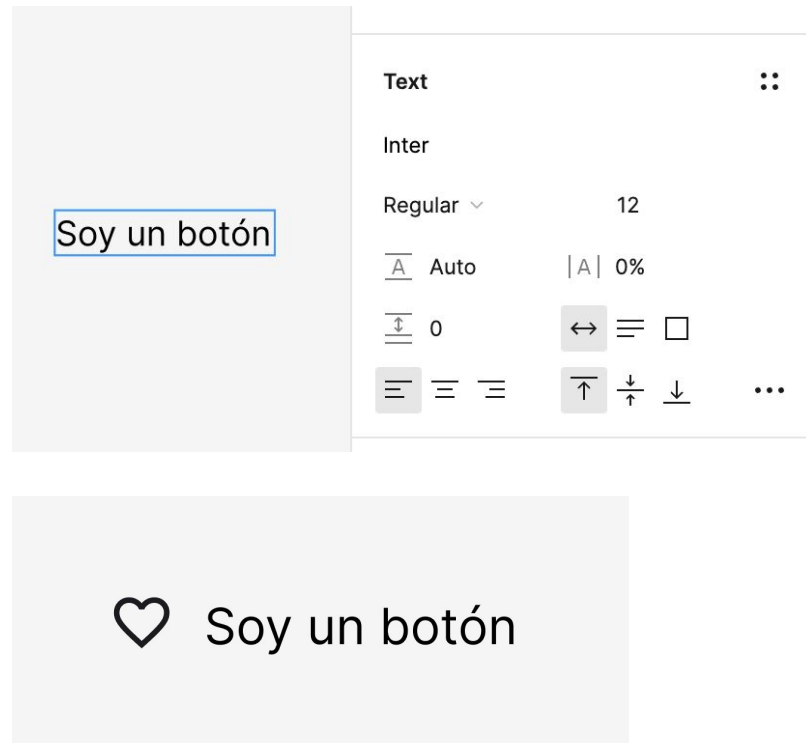 Text
Inter
Soy un botón
Regular 12
A Auto |A| 0%
0
Soy un botón